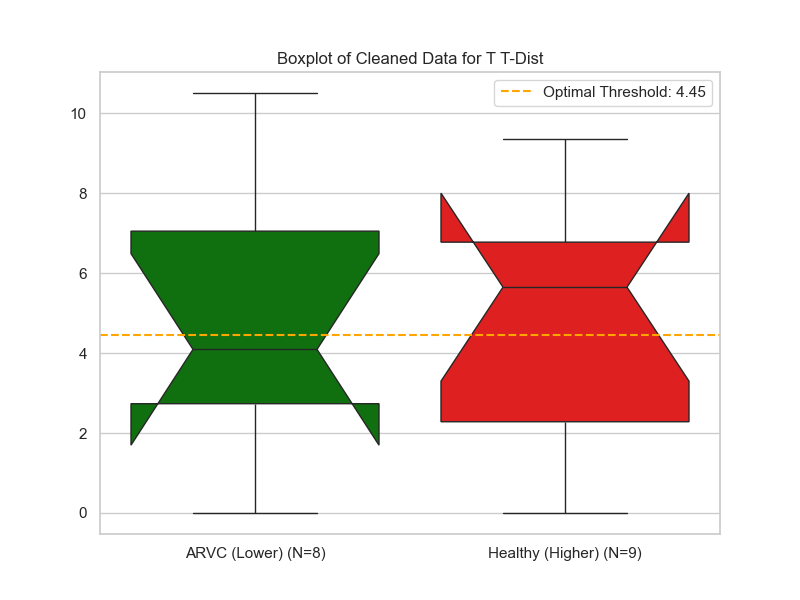 Boxplot of Cleaned Data for T T-Dist
Optimal Threshold: 4.45
10
8
6
4
2
0
ARVC (Lower) (N=8)
Healthy (Higher) (N=9)